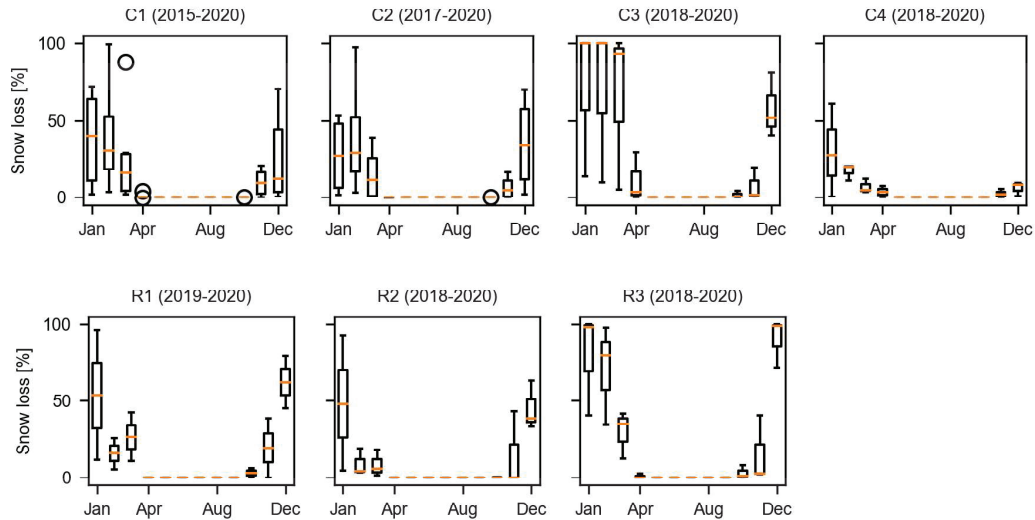 C1 (2015-2020) C2 (2017-2020) C3 (2018-2020) C4 (2018-2020)
Snow loss [%]
100
50
0
Jan Apr Aug Dec Jan Apr Aug Dec Jan Apr Aug Dec Jan Apr Aug Dec
R1 (2019-2020) R2 (2018-2020) R3 (2018-2020)
Snow loss [%]
100
50
0
Jan Apr Aug Dec Jan Apr Aug Dec Jan Apr Aug Dec